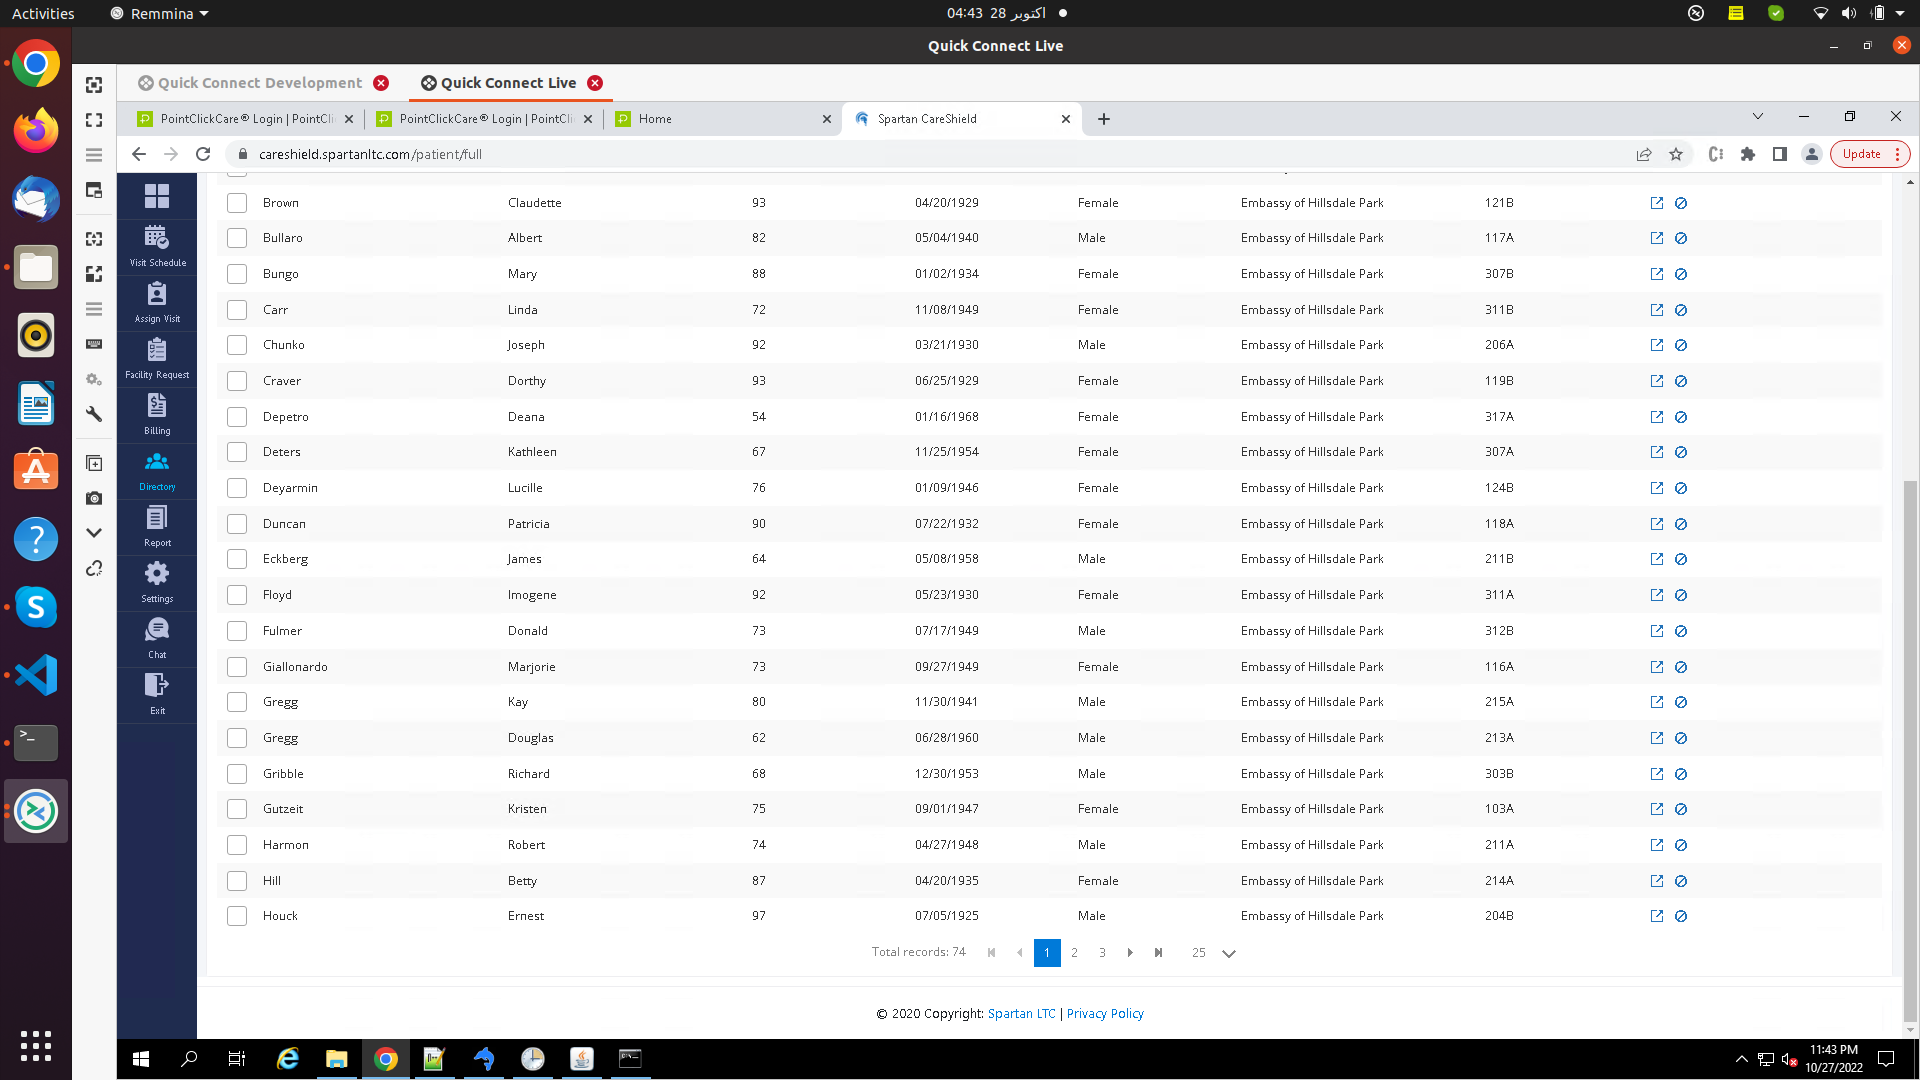 Activities Remmina 04:43 28 اکتوبر
Quick Connect Live
Quick Connect Development Quick Connect Live
PointClickCare® Login | PointCli PointClickCare® Login | PointCli Home Spartan CareShield
careshield.spartanltc.com/patient/full Update
Brown Claudette 93 04/20/1929 Female Embassy of Hillsdale Park 121B
Bullaro Albert 82 05/04/1940 Male Embassy of Hillsdale Park 117A
Bungo Mary 88 01/02/1934 Female Embassy of Hillsdale Park 307B
Carr Linda 72 11/08/1949 Female Embassy of Hillsdale Park 311B
Chunko Joseph 92 03/21/1930 Male Embassy of Hillsdale Park 206A
Craver Dorthy 93 06/25/1929 Female Embassy of Hillsdale Park 119B
Depetro Deana 54 01/16/1968 Female Embassy of Hillsdale Park 317A
Deters Kathleen 67 11/25/1954 Female Embassy of Hillsdale Park 307A
Deyarmin Lucille 76 01/09/1946 Female Embassy of Hillsdale Park 124B
Duncan Patricia 90 07/22/1932 Female Embassy of Hillsdale Park 118A
Eckberg James 64 05/08/1958 Male Embassy of Hillsdale Park 211B
Floyd Imogene 92 05/23/1930 Female Embassy of Hillsdale Park 311A
Fulmer Donald 73 07/17/1949 Male Embassy of Hillsdale Park 312B
Giallonardo Marjorie 73 09/27/1949 Female Embassy of Hillsdale Park 116A
Gregg Kay 80 11/30/1941 Male Embassy of Hillsdale Park 215A
Gregg Douglas 62 06/28/1960 Male Embassy of Hillsdale Park 213A
Gribble Richard 68 12/30/1953 Male Embassy of Hillsdale Park 303B
Gutzeit Kristen 75 09/01/1947 Female Embassy of Hillsdale Park 103A
Harmon Robert 74 04/27/1948 Male Embassy of Hillsdale Park 211A
Hill Betty 87 04/20/1935 Female Embassy of Hillsdale Park 214A
Houck Ernest 97 07/05/1925 Male Embassy of Hillsdale Park 204B
Visit Schedule
Assign Visit
Facility Request
Billing
Directory
Report
Settings
Chat
Exit
Total records: 74 1 2 3 25
© 2020 Copyright: Spartan LTC | Privacy Policy
11:43 PM
10/27/2022